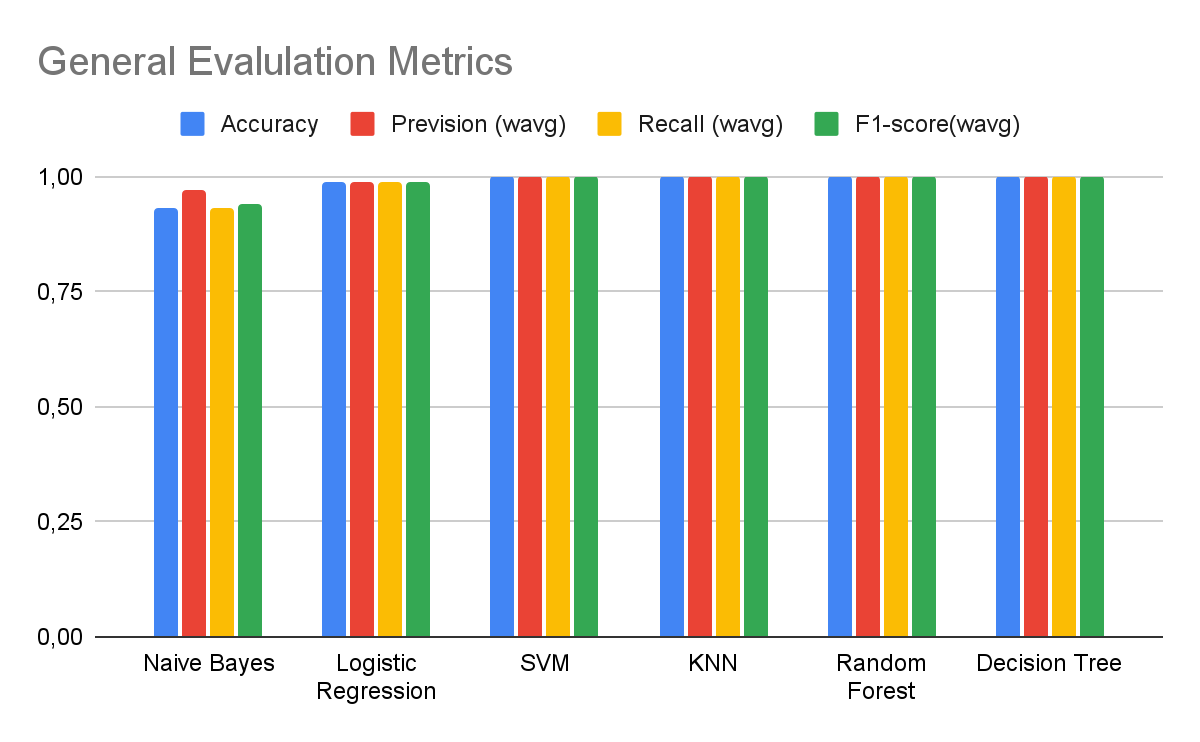 General Evalulation Metrics
Accuracy Prevision (wavg) Recall (wavg) F1-score(wavg)
1,00
0,75
0,50
0,25
0,00
Naive Bayes Logistic Regression SVM KNN Random Forest Decision Tree